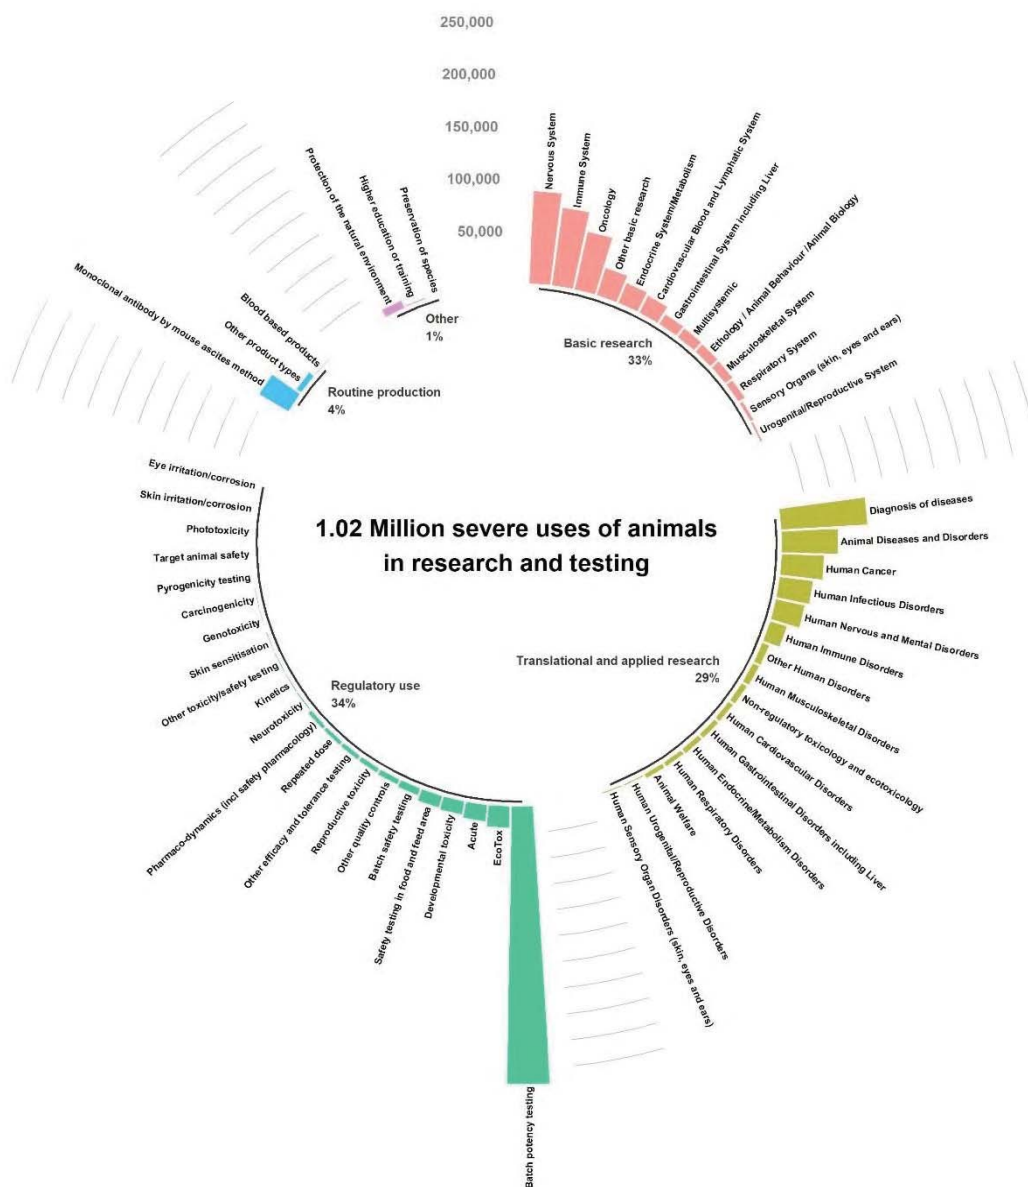 250,000
200,000
150,000
100,000
50,000
Nervous System
Immune System
Oncology
Other basic research
Endocrine System/Metabolism
Cardiovascular Blood and Lymphatic System
Gastrointestinal System including Liver
Multisystemic
Ethology / Animal Behaviour /Animal Biology
Musculoskeletal System
Respiratory System
Sensory Organs (skin, eyes and ears)
Urogenital/Reproductive System
Basic research
33%
Diagnosis of diseases
Animal Diseases and Disorders
Human Cancer
Human Infectious Disorders
Human Nervous and Mental Disorders
Human Immune Disorders
Other Human Disorders
Human Musculoskeletal Disorders
Non-regulatory toxicology and ecotoxicology
Human Cardiovascular Disorders
Human Gastrointestinal Disorders including Liver
Human Endocrine/Metabolism Disorders
Human Respiratory Disorders
Animal Welfare
Human Urogenital/Reproductive Disorders
Human Sensory Organ Disorders (skin, eyes and ears)
Translational and applied research
29%
1.02 Million severe uses of animals
in research and testing
Batch potency testing
EcoTox
Acute
Developmental toxicity
Safety testing in food and feed area
Batch safety testing
Other quality controls
Reproductive toxicity
Other efficacy and tolerance testing
Repeated dose
Pharmaco-dynamics (incl safety pharmacology)
Neurotoxicity
Kinetics
Other toxicity/safety testing
Skin sensitisation
Genotoxicity
Carcinogenicity
Pyrogenicity testing
Target animal safety
Phototoxicity
Skin irritation/corrosion
Eye irritation/corrosion
Regulatory use
34%
Monoclonal antibody by mouse ascites method
Other product types
Blood based products
Routine production
4%
Protection of the natural environment
Higher education or training
Preservation of species
Other
1%